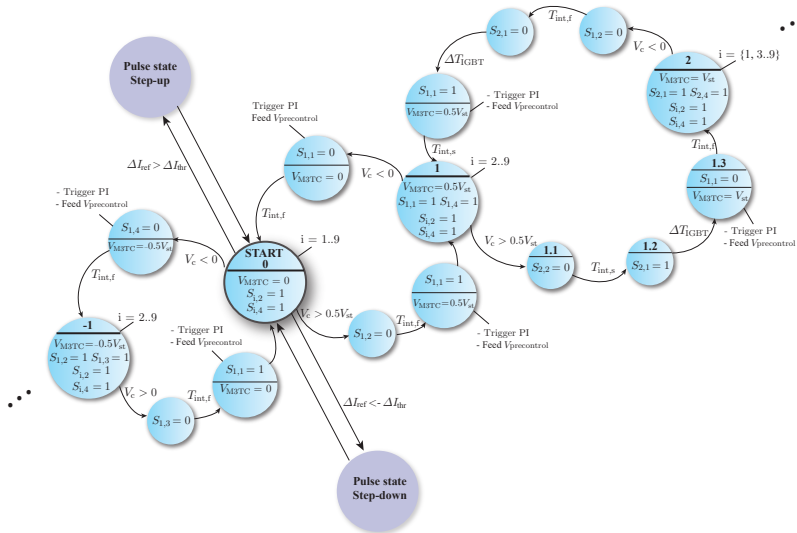 Pulse state
Step-up
ΔI_ref > ΔI_thr
START
0
i = 1..9
V_M3TC = 0
S_i,2 = 1
S_i,4 = 1
V_c < 0
- Trigger PI
- Feed V_precontrol
S_1,4 = 0
V_M3TC = -0.5V_st
T_int,f
-1
i = 2..9
V_M3TC = -0.5V_st
S_1,2 = 1 S_1,3 = 1
S_i,2 = 1
S_i,4 = 1
V_c > 0
S_1,3 = 0
T_int,f
- Trigger PI
- Feed V_precontrol
S_1,1 = 1
V_M3TC = 0
ΔI_ref < - ΔI_thr
Pulse state
Step-down
V_c > 0.5V_st
S_1,2 = 0
T_int,f
S_1,1 = 1
V_M3TC = 0.5V_st
- Trigger PI
- Feed V_precontrol
1
i = 2..9
V_M3TC = 0.5V_st
S_1,1 = 1 S_1,4 = 1
S_i,2 = 1
S_i,4 = 1
V_c < 0
Trigger PI
Feed V_precontrol
S_1,1 = 0
V_M3TC = 0
T_int,f
V_c > 0.5V_st
1.1
S_2,2 = 0
T_int,s
1.2
S_2,1 = 1
ΔT_IGBT
1.3
S_1,1 = 0
V_M3TC = V_st
- Trigger PI
- Feed V_precontrol
T_int,f
2
i = {1, 3..9}
V_M3TC = V_st
S_2,1 = 1 S_2,4 = 1
S_i,2 = 1
S_i,4 = 1
V_c < 0
S_1,2 = 0
T_int,f
S_2,1 = 0
ΔT_IGBT
S_1,1 = 1
V_M3TC = 0.5V_st
- Trigger PI
- Feed V_precontrol
T_int,s